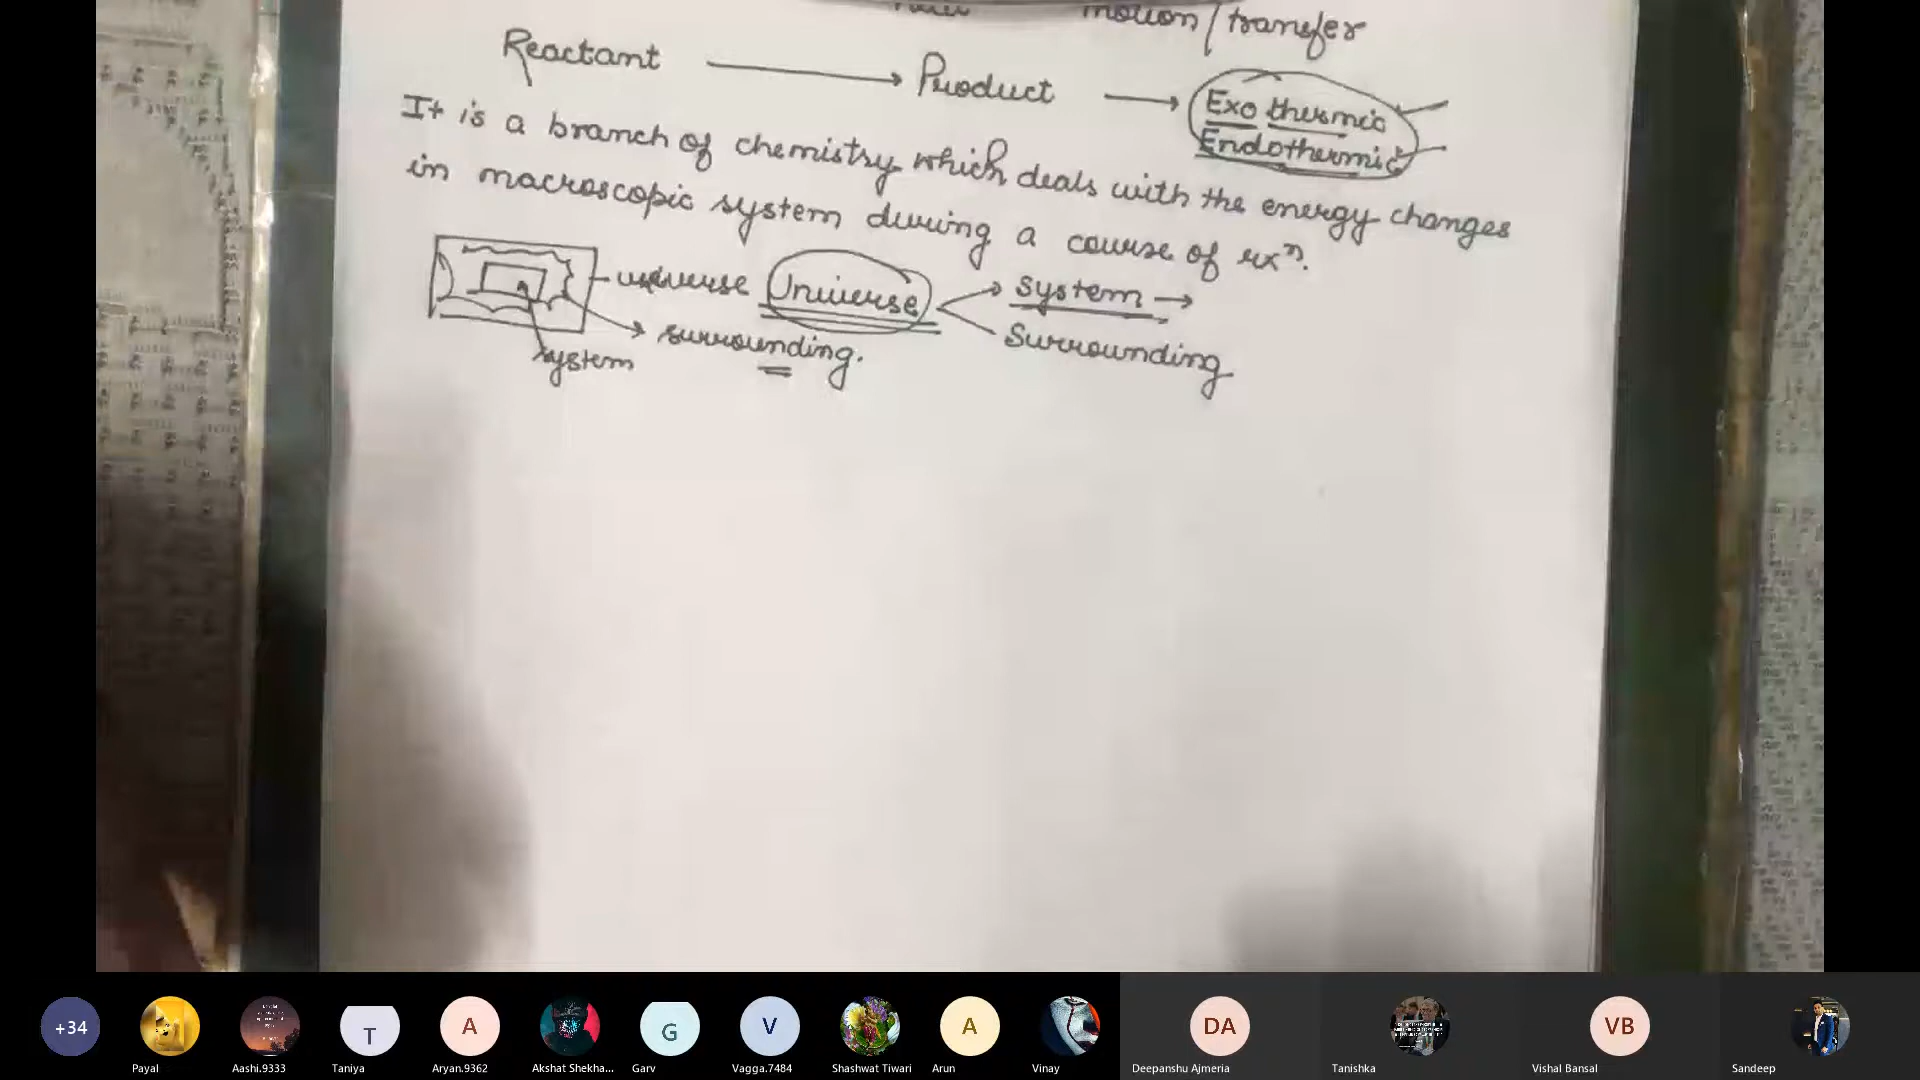 motion/transfer
Reactant → Product → Exothermic
Endothermic
It is a branch of chemistry which deals with the energy changes
in macroscopic system during a course of rxⁿ.
universe Universe System →
surrounding. Surrounding
system
+34
T
A
G
V
A
DA
VB
Payal
Aashi.9333
Taniya
Aryan.9362
Akshat Shekha...
Garv
Vagga.7484
Shashwat Tiwari
Arun
Vinay
Deepanshu Ajmeria
Tanishka
Vishal Bansal
Sandeep